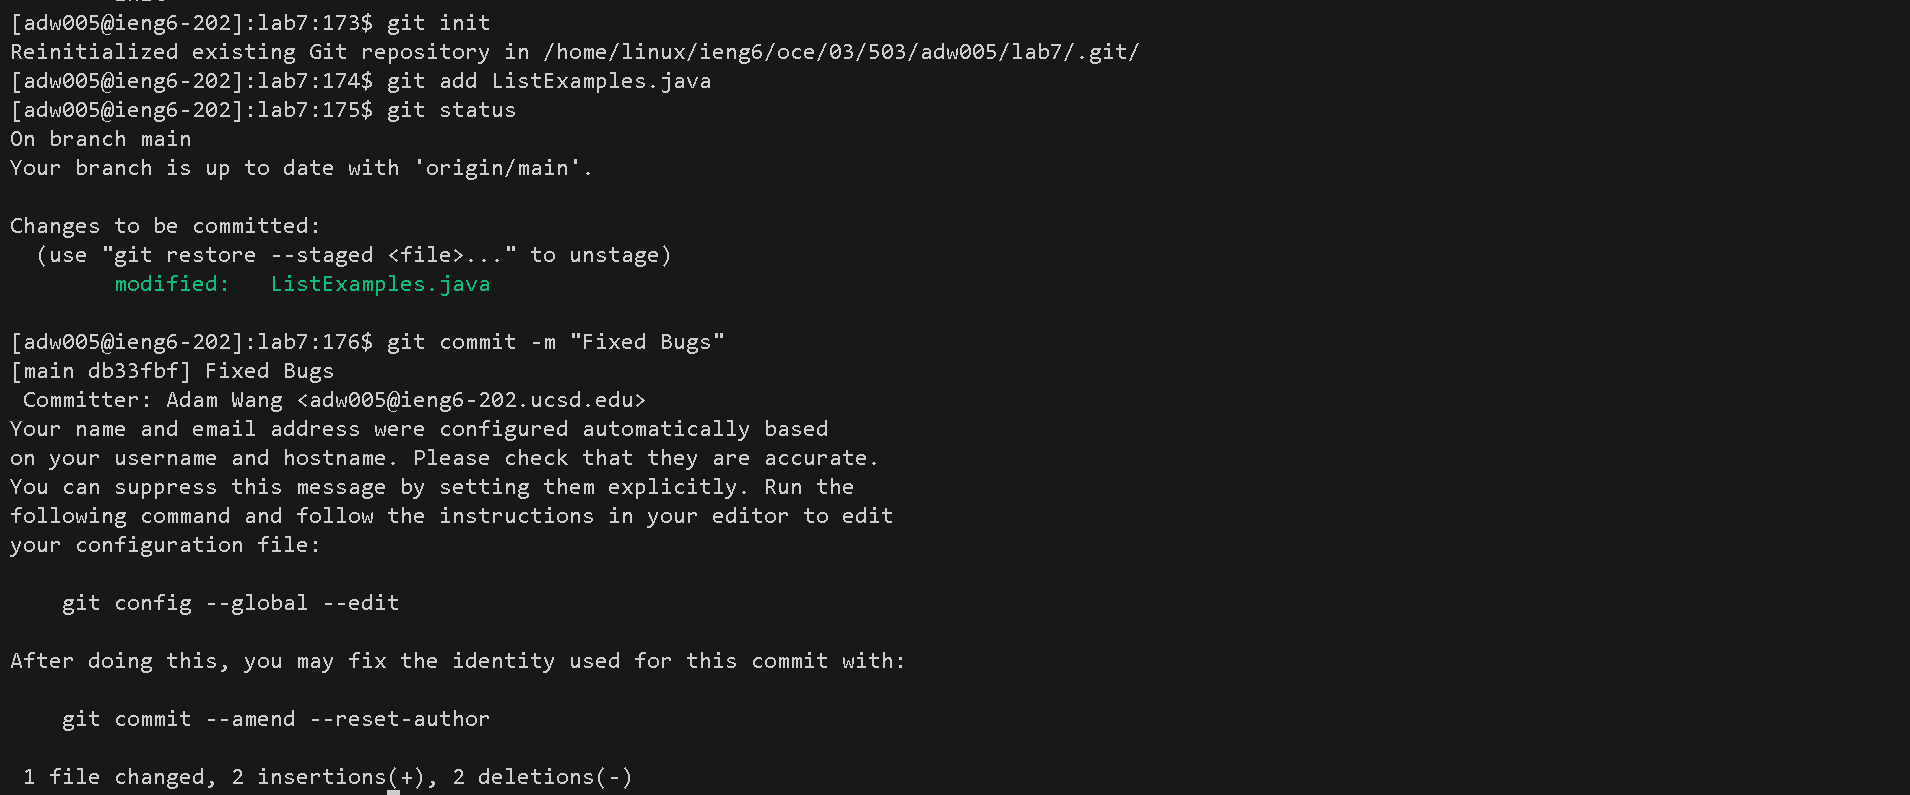 [adw005@ieng6-202]:lab7:173$ git init
Reinitialized existing Git repository in /home/linux/ieng6/oce/03/503/adw005/lab7/.git/
[adw005@ieng6-202]:lab7:174$ git add ListExamples.java
[adw005@ieng6-202]:lab7:175$ git status
On branch main
Your branch is up to date with 'origin/main'.

Changes to be committed:
  (use "git restore --staged <file>..." to unstage)
        modified:   ListExamples.java

[adw005@ieng6-202]:lab7:176$ git commit -m "Fixed Bugs"
[main db33fbf] Fixed Bugs
 Committer: Adam Wang <adw005@ieng6-202.ucsd.edu>
Your name and email address were configured automatically based
on your username and hostname. Please check that they are accurate.
You can suppress this message by setting them explicitly. Run the
following command and follow the instructions in your editor to edit
your configuration file:

    git config --global --edit

After doing this, you may fix the identity used for this commit with:

    git commit --amend --reset-author

 1 file changed, 2 insertions(+), 2 deletions(-)